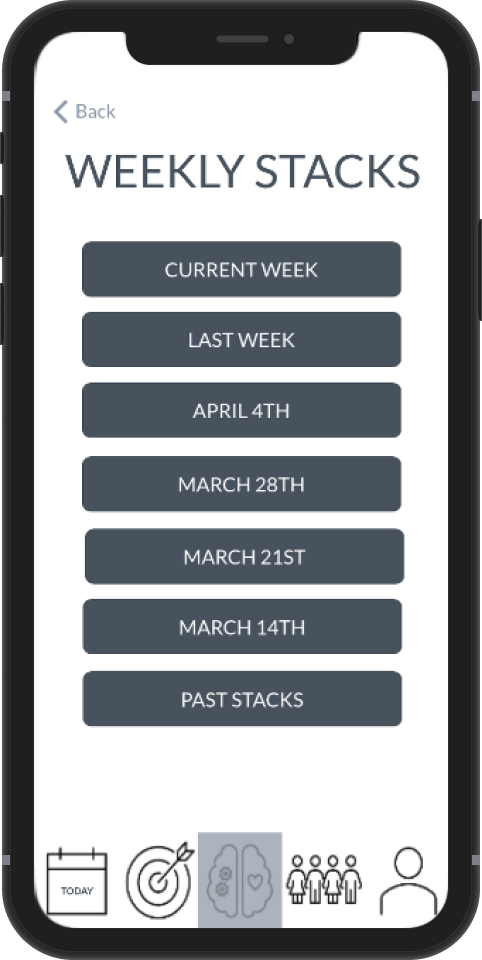 Back
WEEKLY STACKS
CURRENT WEEK
LAST WEEK
APRIL 4TH
MARCH 28TH
MARCH 21ST
MARCH 14TH
PAST STACKS
TODAY